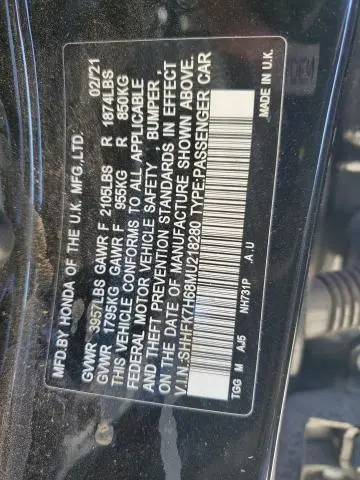 MFD.BY HONDA OF THE U.K. MFG.,LTD. 02/21
GVWR 3957LBS GAWR F 2105LBS R 1874LBS
GVWR 1795KG GAWR F 955KG R 850KG
THIS VEHICLE CONFORMS TO ALL APPLICABLE
FEDERAL MOTOR VEHICLE SAFETY , BUMPER ,
AND THEFT PREVENTION STANDARDS IN EFFECT
ON THE DATE OF MANUFACTURE SHOWN ABOVE.
V.I.N.:SHHFK7H68MU218280 TYPE:PASSENGER CAR
TGG M AJ5 NH731P .A.U MADE IN UK